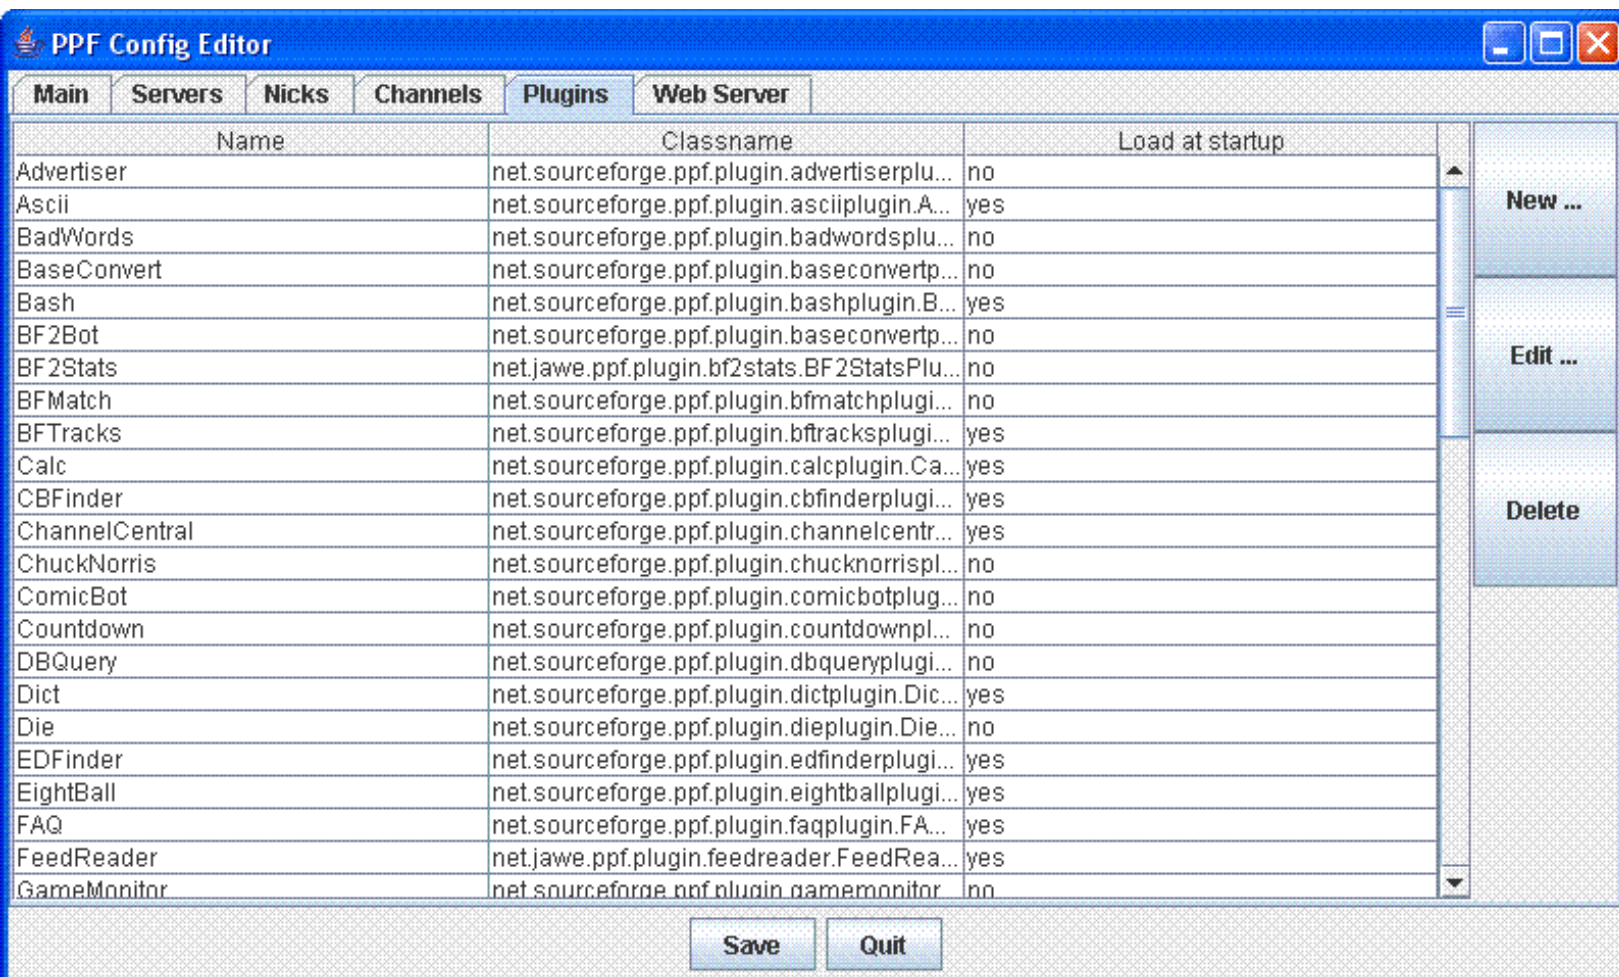 PPF Config Editor
Main Servers Nicks Channels Plugins Web Server
Name Classname Load at startup
Advertiser net.sourceforge.ppf.plugin.advertiserplu... no
Ascii net.sourceforge.ppf.plugin.asciiplugin.A... yes
BadWords net.sourceforge.ppf.plugin.badwordsplu... no
BaseConvert net.sourceforge.ppf.plugin.baseconvertp... no
Bash net.sourceforge.ppf.plugin.bashplugin.B... yes
BF2Bot net.sourceforge.ppf.plugin.baseconvertp... no
BF2Stats net.jawe.ppf.plugin.bf2stats.BF2StatsPlu... no
BFMatch net.sourceforge.ppf.plugin.bfmatchplugi... no
BFTracks net.sourceforge.ppf.plugin.bftracksplugi... yes
Calc net.sourceforge.ppf.plugin.calcplugin.Ca... yes
CBFinder net.sourceforge.ppf.plugin.cbfinderplugi... yes
ChannelCentral net.sourceforge.ppf.plugin.channelcentr... yes
ChuckNorris net.sourceforge.ppf.plugin.chucknorrispl... no
ComicBot net.sourceforge.ppf.plugin.comicbotplug... no
Countdown net.sourceforge.ppf.plugin.countdownpl... no
DBQuery net.sourceforge.ppf.plugin.dbqueryplugi... no
Dict net.sourceforge.ppf.plugin.dictplugin.Dic... yes
Die net.sourceforge.ppf.plugin.dieplugin.Die... no
EDFinder net.sourceforge.ppf.plugin.edfinderplugi... yes
EightBall net.sourceforge.ppf.plugin.eightballplugi... yes
FAQ net.sourceforge.ppf.plugin.faqplugin.FA... yes
FeedReader net.jawe.ppf.plugin.feedreader.FeedRea... yes
GameMonitor net.sourceforge.ppf.plugin.gamemonitor... no
New ...
Edit ...
Delete
Save Quit